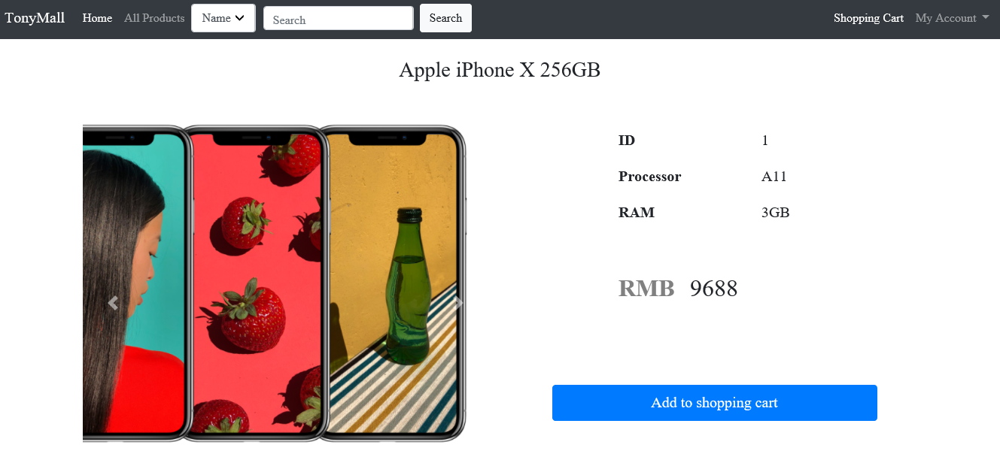 TonyMall Home All Products Name Search Search Shopping Cart My Account
Apple iPhone X 256GB
ID 1
Processor A11
RAM 3GB
RMB 9688
Add to shopping cart